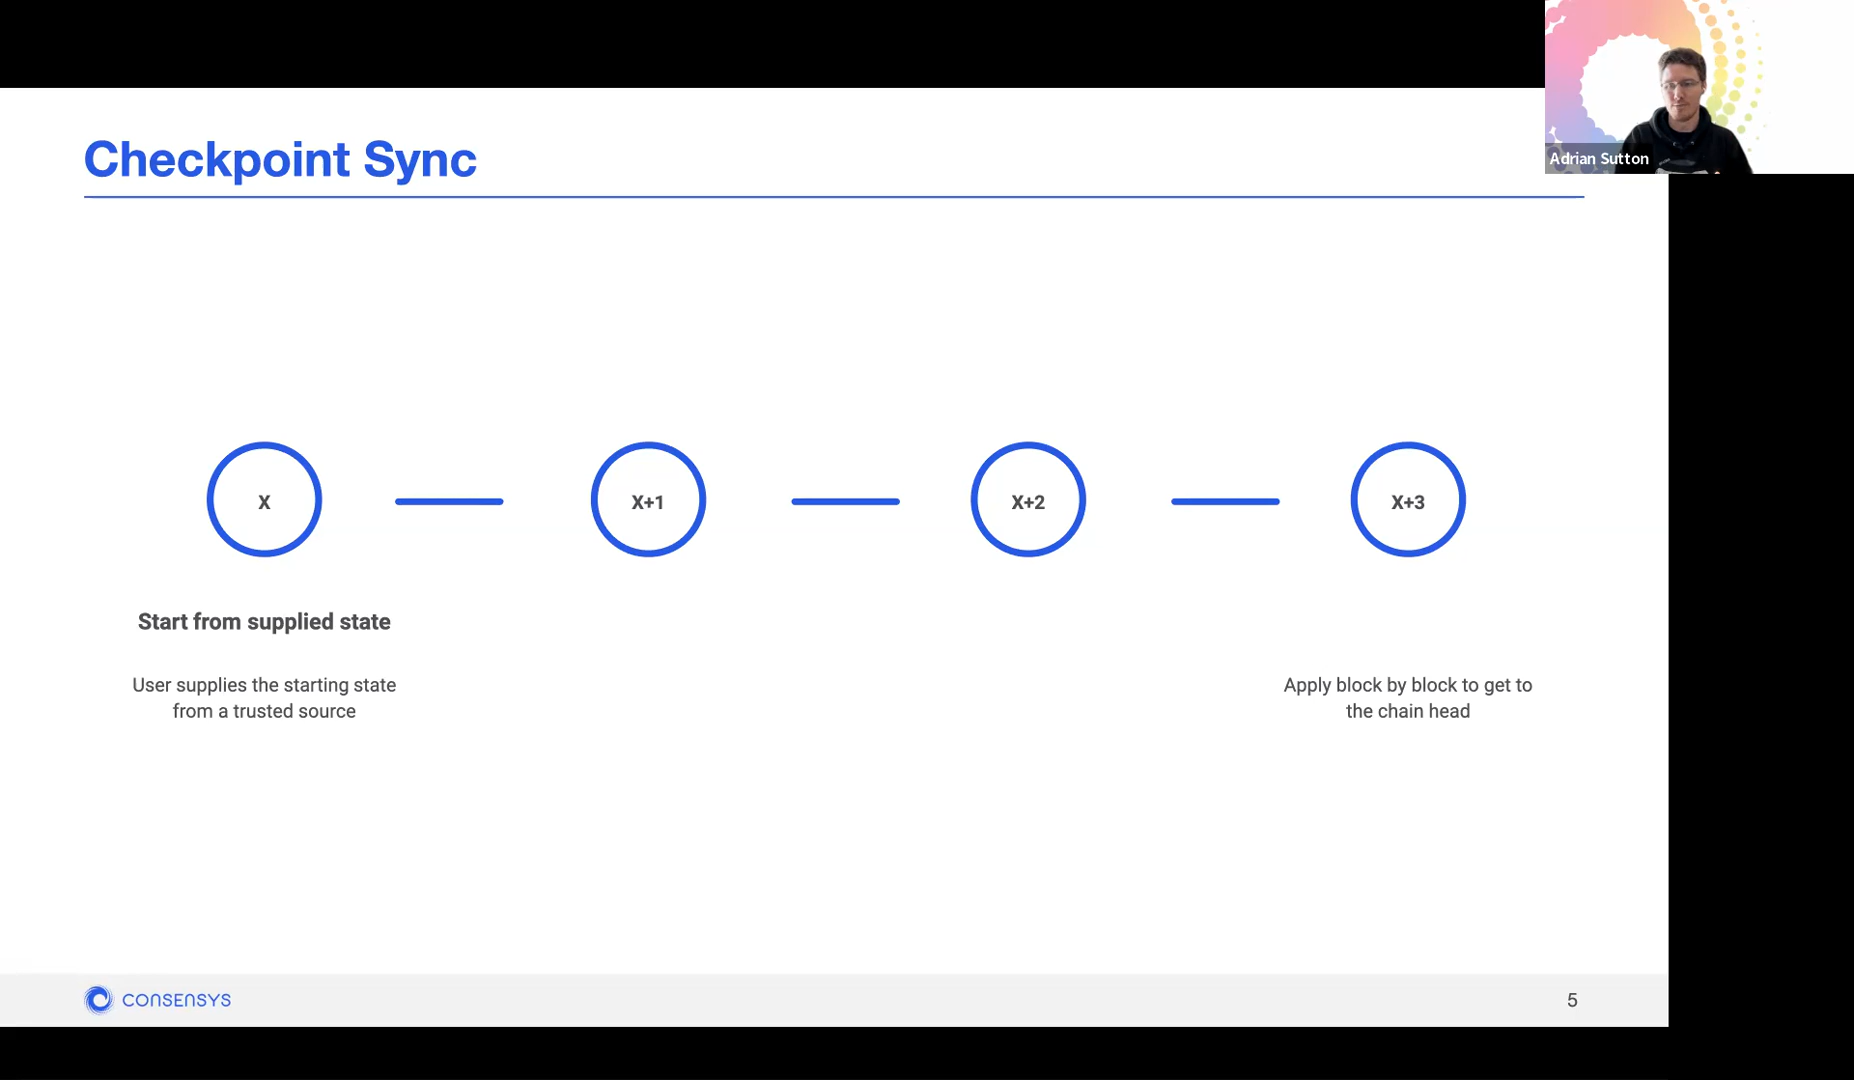 Adrian Sutton
Checkpoint Sync
X
X+1
X+2
X+3
Start from supplied state
User supplies the starting state
from a trusted source
Apply block by block to get to
the chain head
CONSENSYS
5